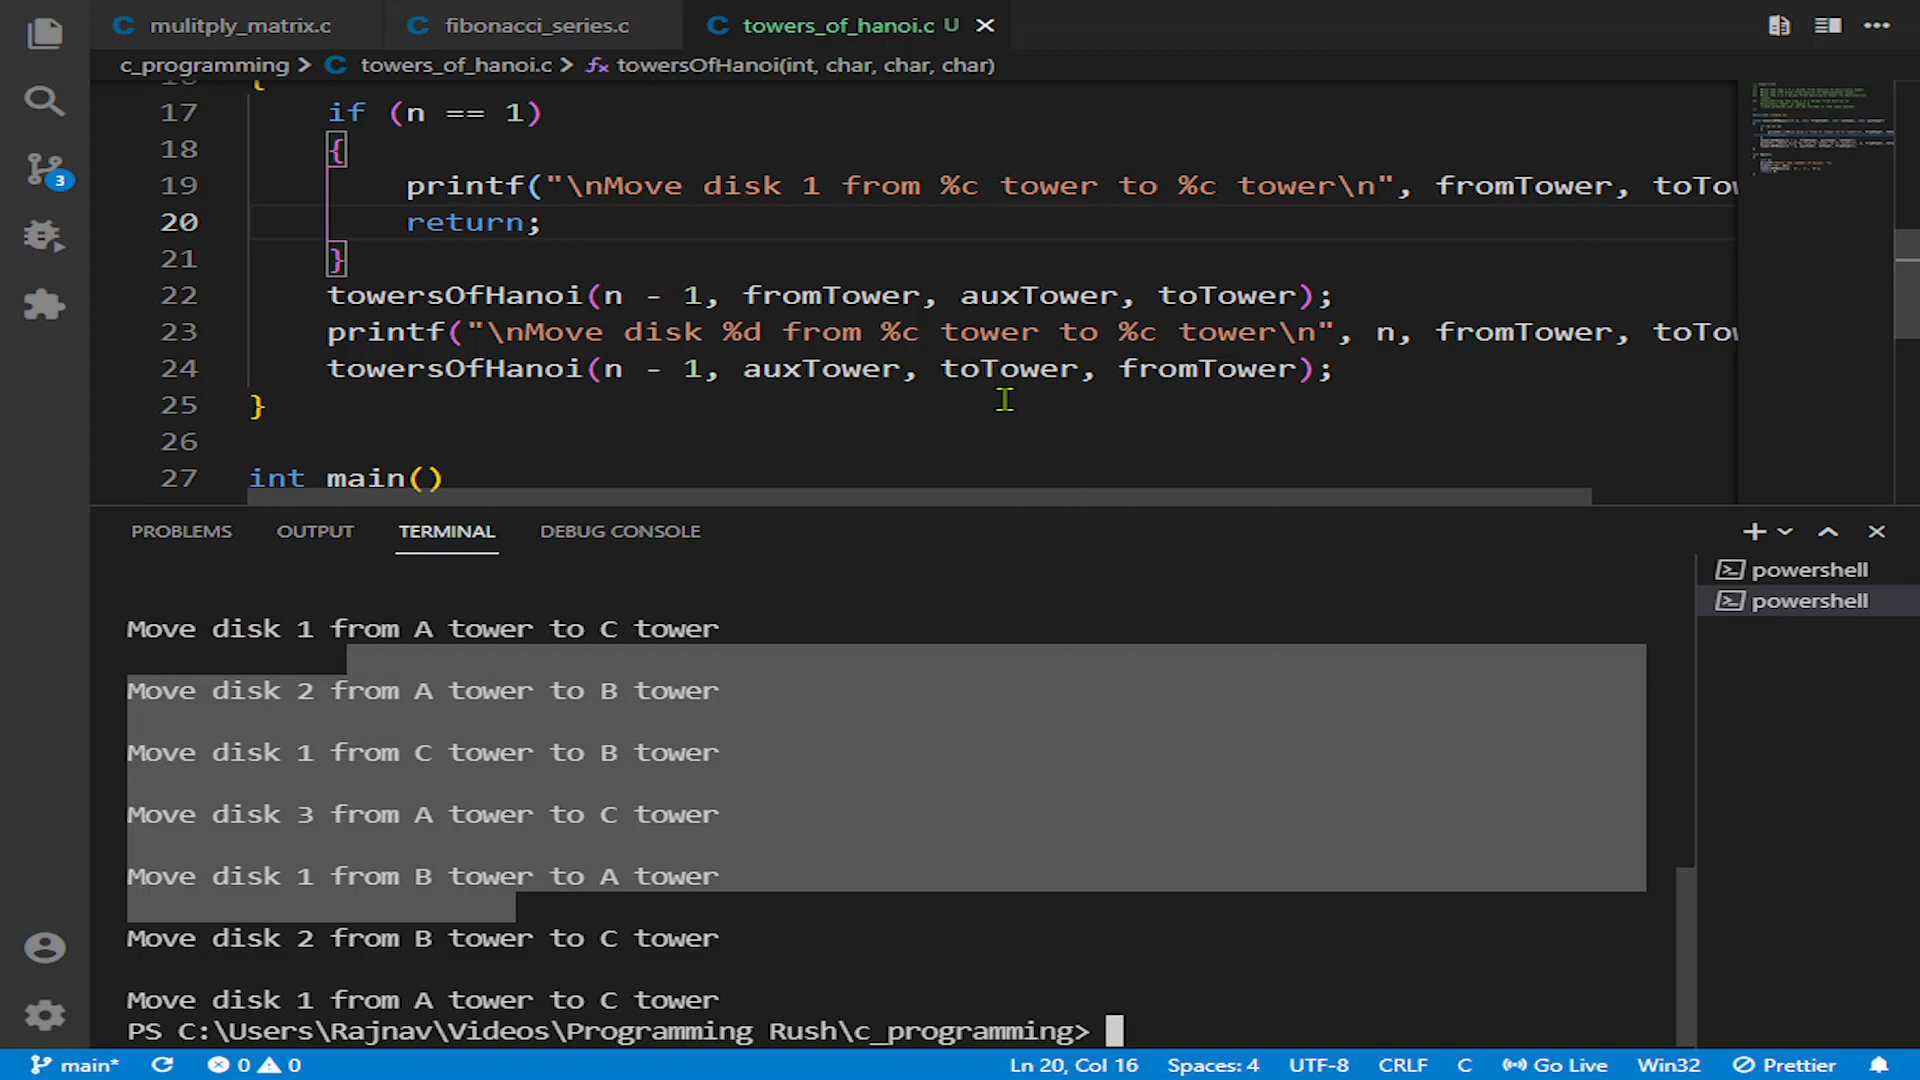 mulitply_matrix.c
fibonacci_series.c
towers_of_hanoi.c U
c_programming > towers_of_hanoi.c > towersOfHanoi(int, char, char, char)
{
17 if (n == 1)
18 {
19 printf("\nMove disk 1 from %c tower to %c tower\n", fromTower, toTow
20 return;
21 }
22 towersOfHanoi(n - 1, fromTower, auxTower, toTower);
23 printf("\nMove disk %d from %c tower to %c tower\n", n, fromTower, toTow
24 towersOfHanoi(n - 1, auxTower, toTower, fromTower);
25 }
26
27 int main()
PROBLEMS OUTPUT TERMINAL DEBUG CONSOLE
powershell
powershell
Move disk 1 from A tower to C tower
Move disk 2 from A tower to B tower
Move disk 1 from C tower to B tower
Move disk 3 from A tower to C tower
Move disk 1 from B tower to A tower
Move disk 2 from B tower to C tower
Move disk 1 from A tower to C tower
PS C:\Users\Rajnav\Videos\Programming Rush\c_programming>
3
main* 0 0 Ln 20, Col 16 Spaces: 4 UTF-8 CRLF C Go Live Win32 Prettier